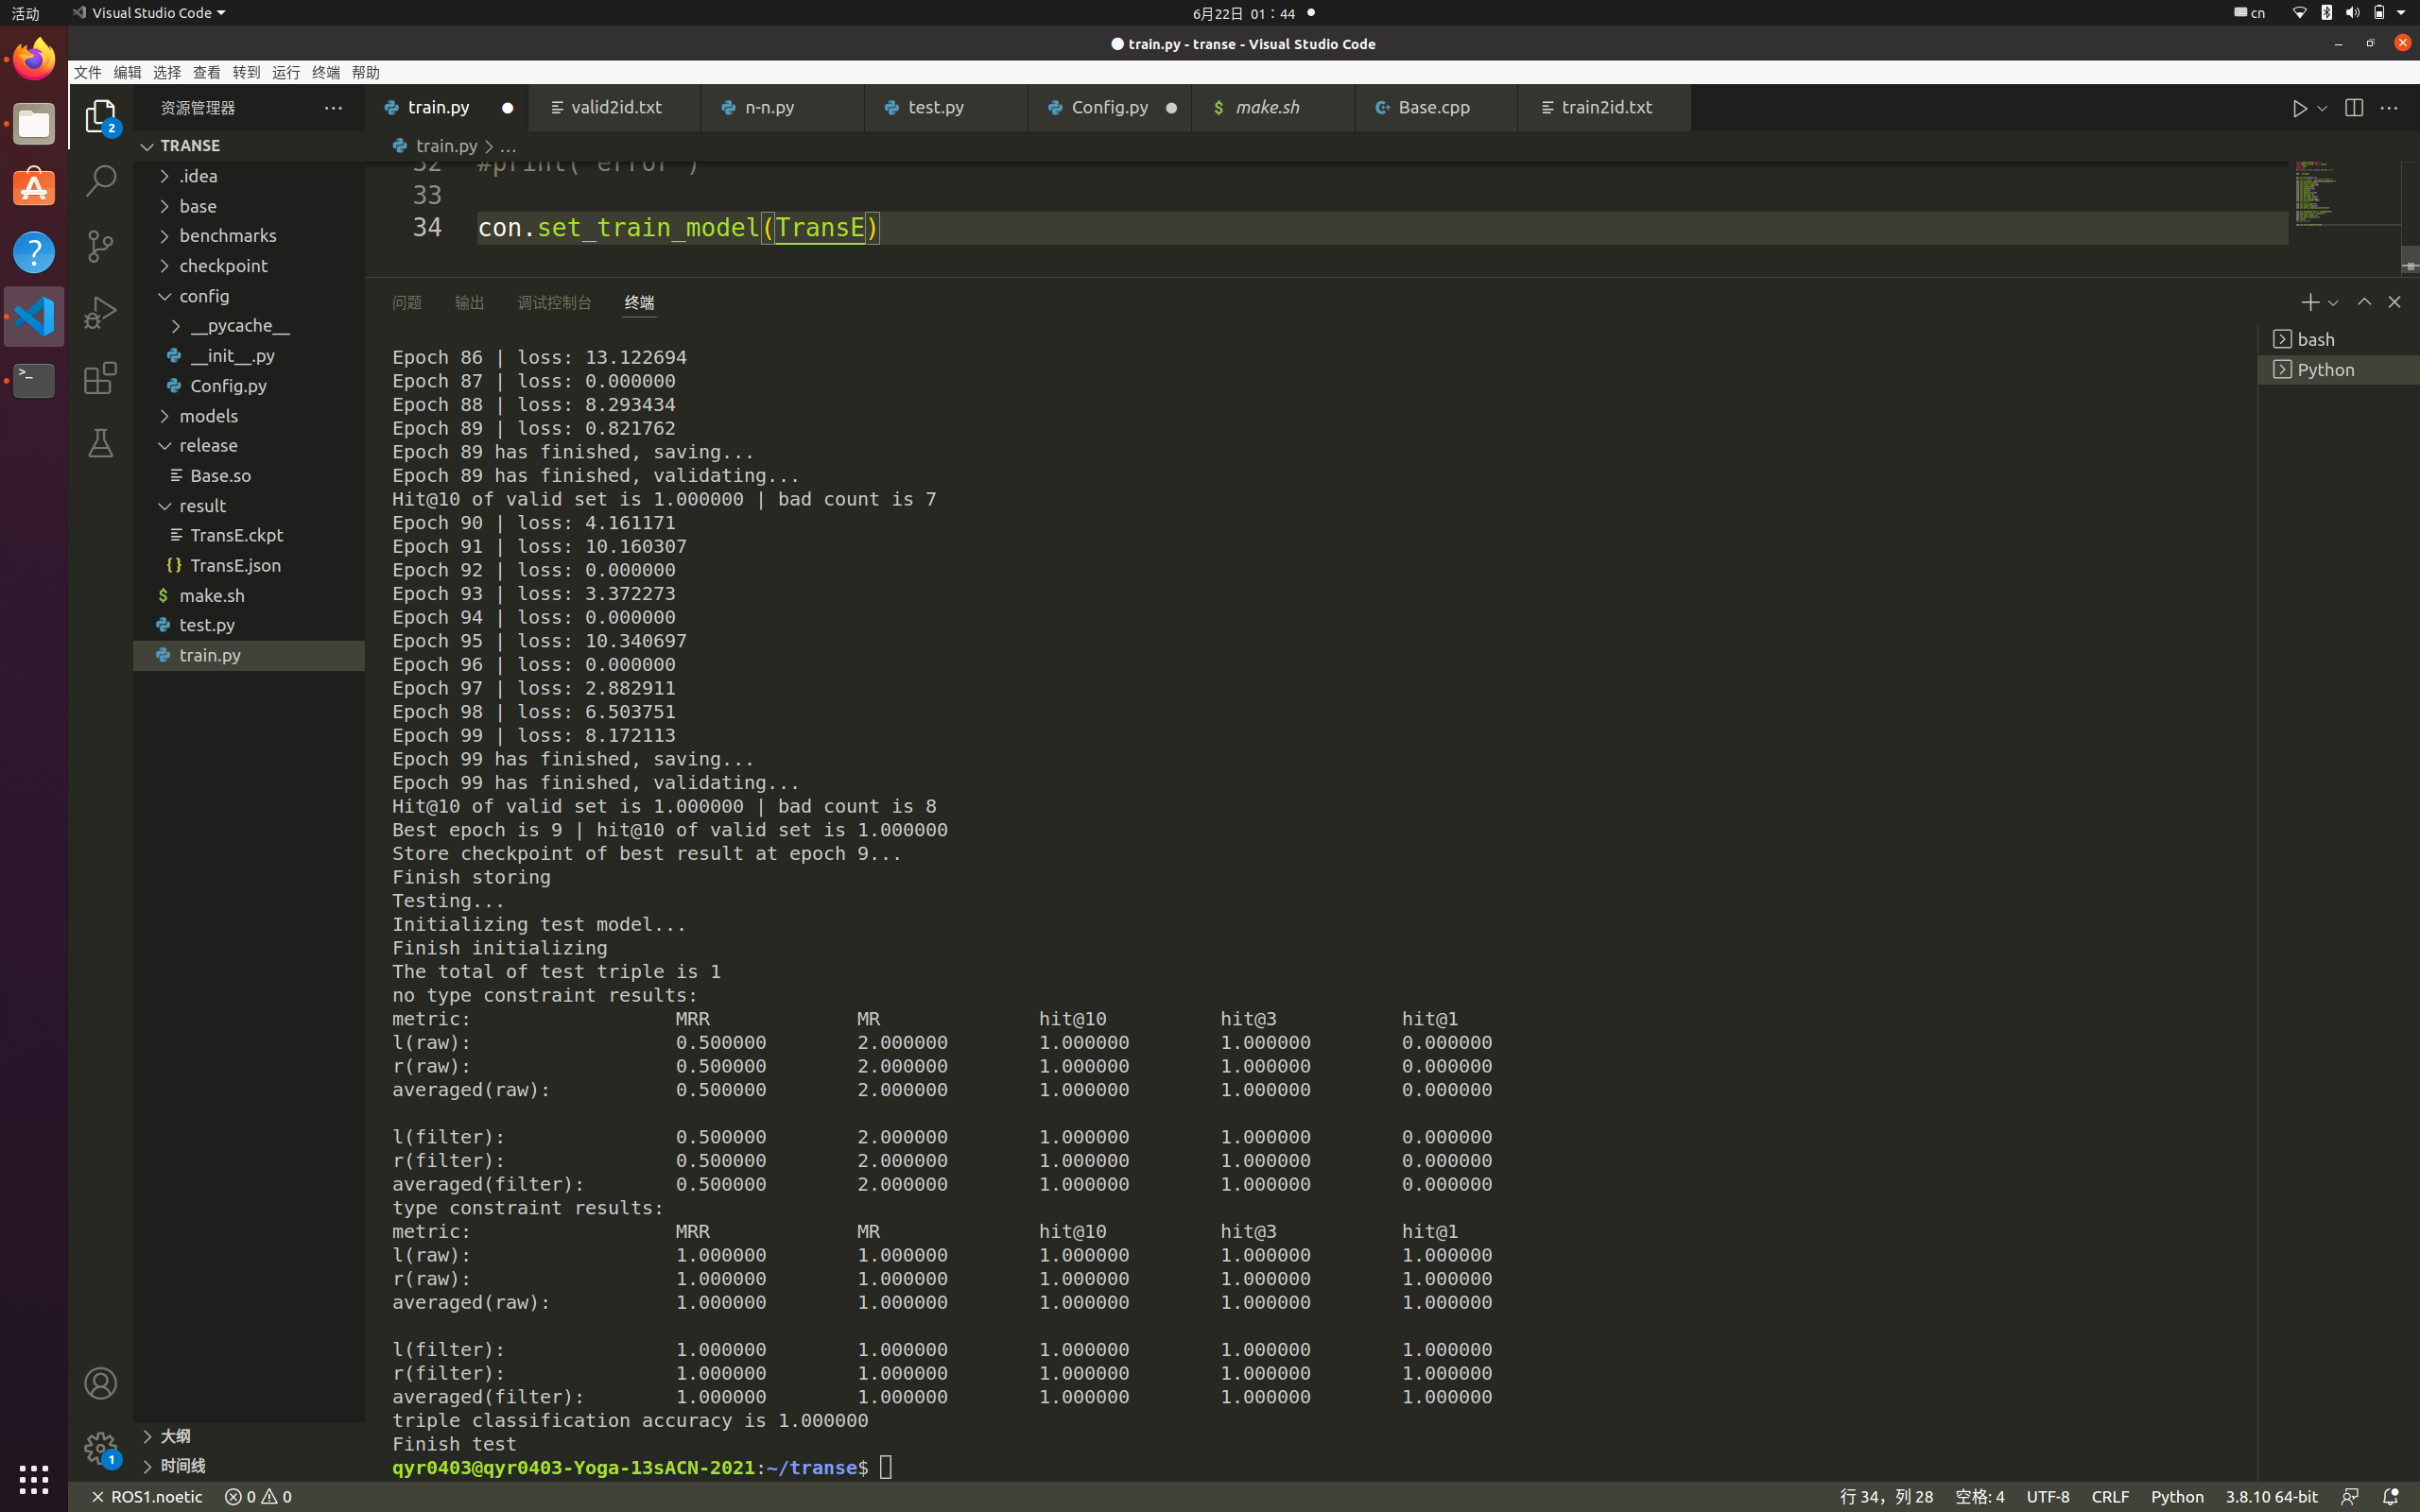 活动 Visual Studio Code 6月22日 01：44 cn
train.py - transe - Visual Studio Code
文件 编辑 选择 查看 转到 运行 终端 帮助
资源管理器 ···
train.py valid2id.txt n-n.py test.py Config.py make.sh Base.cpp train2id.txt
train.py > ...
2
TRANSE
.idea
base
benchmarks
checkpoint
config
__pycache__
__init__.py
Config.py
models
release
Base.so
result
TransE.ckpt
TransE.json
make.sh
test.py
train.py
大纲
时间线
1
32 #print("error")
33
34 con.set_train_model(TransE)
问题 输出 调试控制台 终端
bash
Python
Epoch 86 | loss: 13.122694
Epoch 87 | loss: 0.000000
Epoch 88 | loss: 8.293434
Epoch 89 | loss: 0.821762
Epoch 89 has finished, saving...
Epoch 89 has finished, validating...
Hit@10 of valid set is 1.000000 | bad count is 7
Epoch 90 | loss: 4.161171
Epoch 91 | loss: 10.160307
Epoch 92 | loss: 0.000000
Epoch 93 | loss: 3.372273
Epoch 94 | loss: 0.000000
Epoch 95 | loss: 10.340697
Epoch 96 | loss: 0.000000
Epoch 97 | loss: 2.882911
Epoch 98 | loss: 6.503751
Epoch 99 | loss: 8.172113
Epoch 99 has finished, saving...
Epoch 99 has finished, validating...
Hit@10 of valid set is 1.000000 | bad count is 8
Best epoch is 9 | hit@10 of valid set is 1.000000
Store checkpoint of best result at epoch 9...
Finish storing
Testing...
Initializing test model...
Finish initializing
The total of test triple is 1
no type constraint results:
metric: MRR MR hit@10 hit@3 hit@1
l(raw): 0.500000 2.000000 1.000000 1.000000 0.000000
r(raw): 0.500000 2.000000 1.000000 1.000000 0.000000
averaged(raw): 0.500000 2.000000 1.000000 1.000000 0.000000
l(filter): 0.500000 2.000000 1.000000 1.000000 0.000000
r(filter): 0.500000 2.000000 1.000000 1.000000 0.000000
averaged(filter): 0.500000 2.000000 1.000000 1.000000 0.000000
type constraint results:
metric: MRR MR hit@10 hit@3 hit@1
l(raw): 1.000000 1.000000 1.000000 1.000000 1.000000
r(raw): 1.000000 1.000000 1.000000 1.000000 1.000000
averaged(raw): 1.000000 1.000000 1.000000 1.000000 1.000000
l(filter): 1.000000 1.000000 1.000000 1.000000 1.000000
r(filter): 1.000000 1.000000 1.000000 1.000000 1.000000
averaged(filter): 1.000000 1.000000 1.000000 1.000000 1.000000
triple classification accuracy is 1.000000
Finish test
qyr0403@qyr0403-Yoga-13sACN-2021:~/transe$
ROS1.noetic 0 0 行 34，列 28 空格: 4 UTF-8 CRLF Python 3.8.10 64-bit